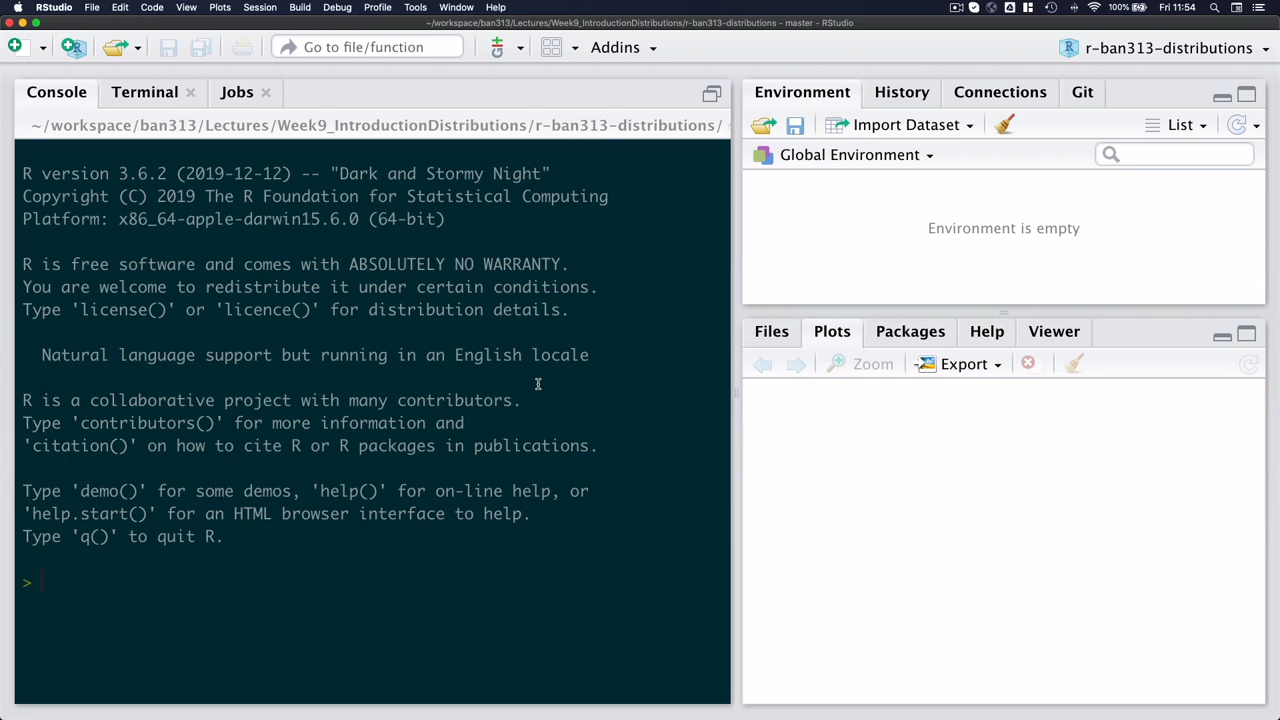 RStudio File Edit Code View Plots Session Build Debug Profile Tools Window Help 100% Fri 11:54
~/workspace/ban313/Lectures/Week9_IntroductionDistributions/r-ban313-distributions - master - RStudio
Go to file/function Addins r-ban313-distributions
Console Terminal Jobs
~/workspace/ban313/Lectures/Week9_IntroductionDistributions/r-ban313-distributions/
R version 3.6.2 (2019-12-12) -- "Dark and Stormy Night"
Copyright (C) 2019 The R Foundation for Statistical Computing
Platform: x86_64-apple-darwin15.6.0 (64-bit)
R is free software and comes with ABSOLUTELY NO WARRANTY.
You are welcome to redistribute it under certain conditions.
Type 'license()' or 'licence()' for distribution details.
Natural language support but running in an English locale
R is a collaborative project with many contributors.
Type 'contributors()' for more information and
'citation()' on how to cite R or R packages in publications.
Type 'demo()' for some demos, 'help()' for on-line help, or
'help.start()' for an HTML browser interface to help.
Type 'q()' to quit R.
>
Environment History Connections Git
Import Dataset List
Global Environment
Environment is empty
Files Plots Packages Help Viewer
Zoom Export